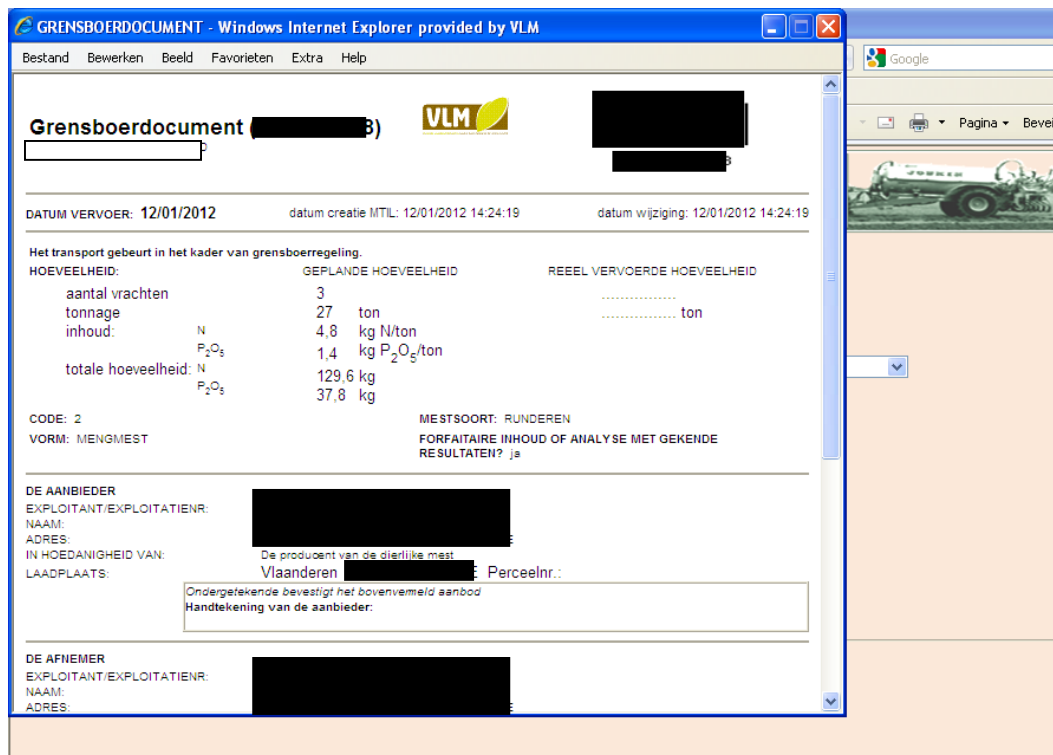 GRENSBOERDOCUMENT - Windows Internet Explorer provided by VLM
Bestand Bewerken Beeld Favorieten Extra Help
Google
Pagina
Grensboerdocument ( 8)
VLM
DATUM VERVOER: 12/01/2012 datum creatie MTIL: 12/01/2012 14:24:19 datum wijziging: 12/01/2012 14:24:19
Het transport gebeurt in het kader van grensboerregeling.
HOEVEELHEID: GEPLANDE HOEVEELHEID REEEL VERVOERDE HOEVEELHEID
aantal vrachten 3 ................
tonnage 27 ton ................ ton
inhoud: N 4,8 kg N/ton
P2O5 1,4 kg P2O5/ton
totale hoeveelheid: N 129,6 kg
P2O5 37,8 kg
CODE: 2 MESTSOORT: RUNDEREN
VORM: MENGMEST FORFAITAIRE INHOUD OF ANALYSE MET GEKENDE
RESULTATEN? ja
DE AANBIEDER
EXPLOITANT/EXPLOITATIENR:
NAAM:
ADRES:
IN HOEDANIGHEID VAN: De producent van de dierlijke mest
LAADPLAATS: Vlaanderen E Perceelnr.:
Ondergetekende bevestigt het bovenvermeld aanbod
Handtekening van de aanbieder:
DE AFNEMER
EXPLOITANT/EXPLOITATIENR:
NAAM:
ADRES: